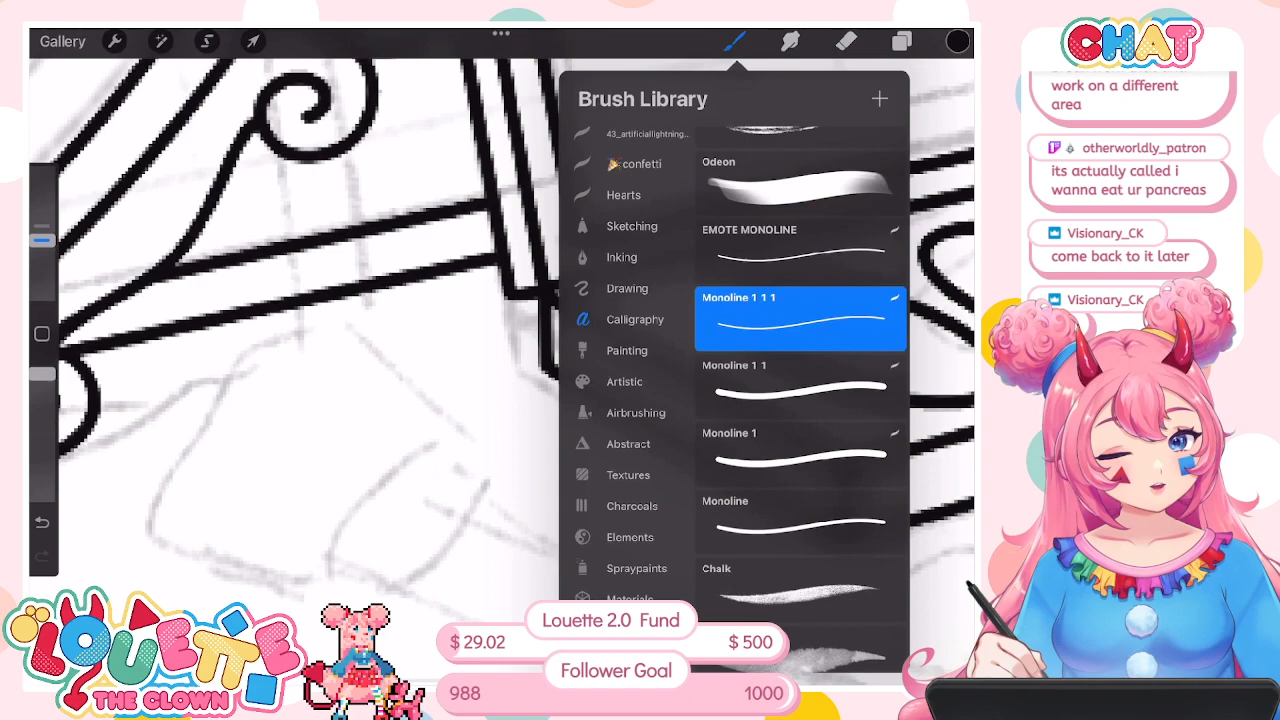 Gallery
Brush Library
43_artificiallightning..
🎉confetti
Hearts
Sketching
Inking
Drawing
Calligraphy
Painting
Artistic
Airbrushing
Abstract
Textures
Charcoals
Elements
Spraypaints
Materials
Odeon
EMOTE MONOLINE
Monoline 1 1 1
Monoline 1 1
Monoline 1
Monoline
Chalk
CHAT
work on a different
area
otherworldly_patron
its actually called i
wanna eat ur pancreas
Visionary_CK
come back to it later
Visionary_CK
LOUETTE
THE CLOWN
Louette 2.0 Fund
$ 29.02
$ 500
Follower Goal
988
1000